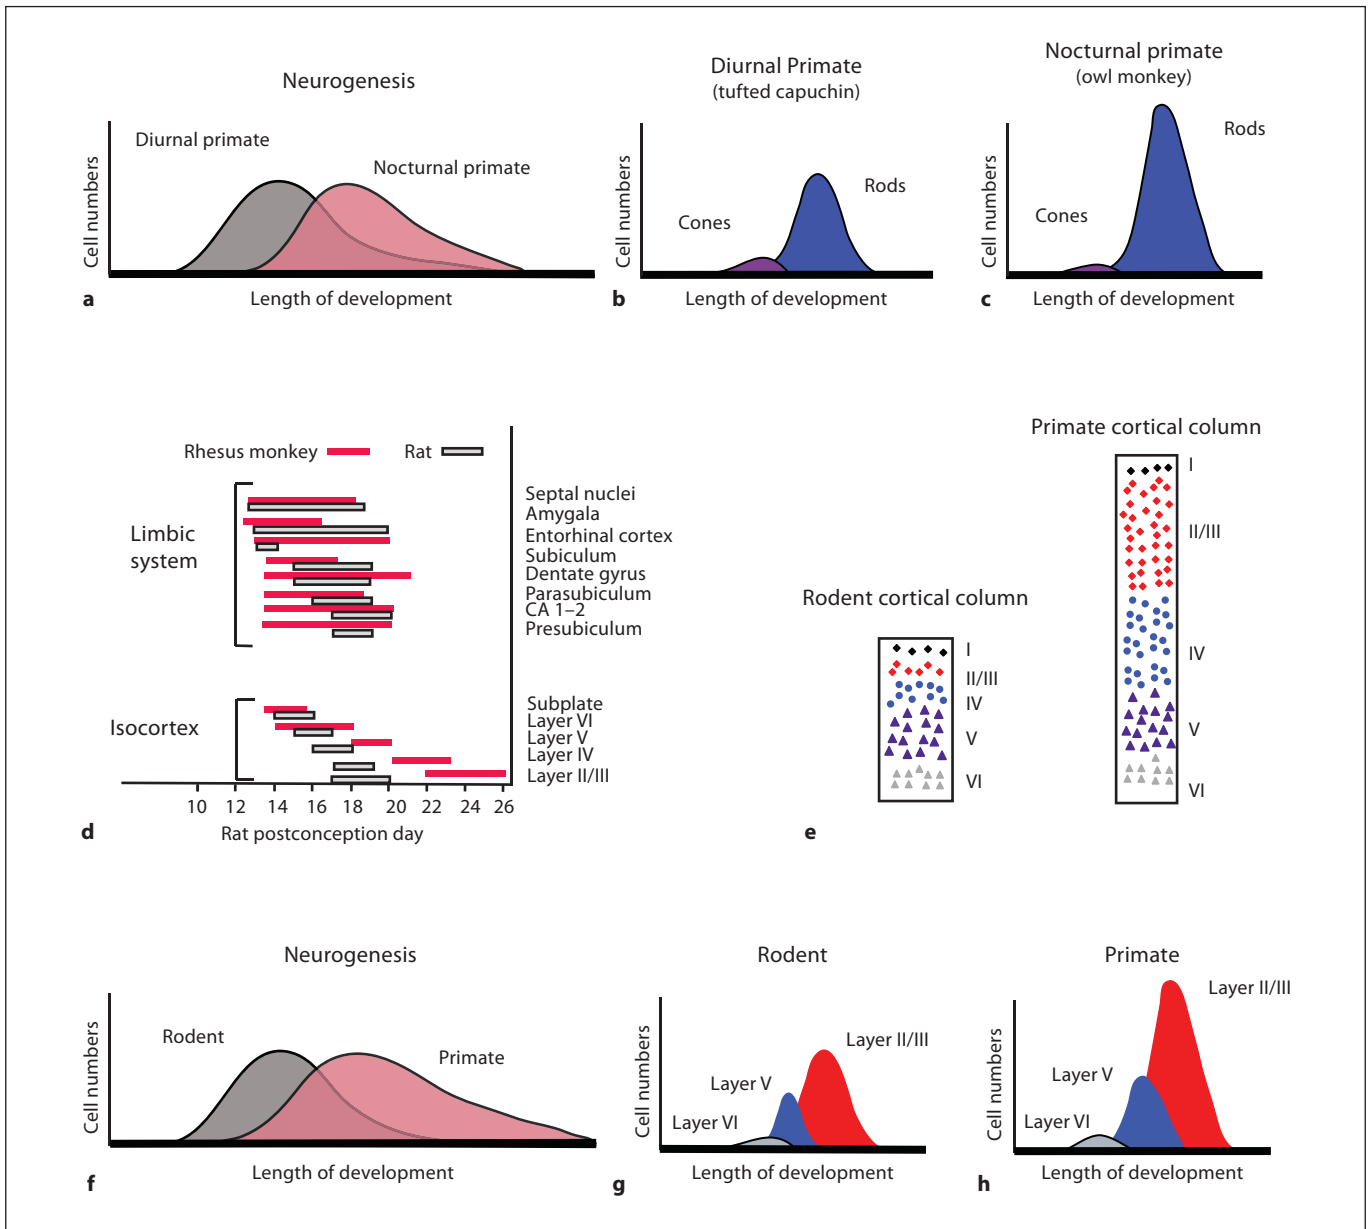 Neurogenesis
Diurnal primate
Nocturnal primate
Cell numbers
Length of development
a
Diurnal Primate
(tufted capuchin)
Cones
Rods
Cell numbers
Length of development
b
Nocturnal primate
(owl monkey)
Cones
Rods
Cell numbers
Length of development
c
Rhesus monkey
Rat
Limbic
system
Septal nuclei
Amygala
Entorhinal cortex
Subiculum
Dentate gyrus
Parasubiculum
CA 1–2
Presubiculum
Isocortex
Subplate
Layer VI
Layer V
Layer IV
Layer II/III
10 12 14 16 18 20 22 24 26
Rat postconception day
d
Rodent cortical column
I
II/III
IV
V
VI
Primate cortical column
I
II/III
IV
V
VI
e
Neurogenesis
Rodent
Primate
Cell numbers
Length of development
f
Rodent
Layer II/III
Layer V
Layer VI
Cell numbers
Length of development
g
Primate
Layer II/III
Layer V
Layer VI
Cell numbers
Length of development
h